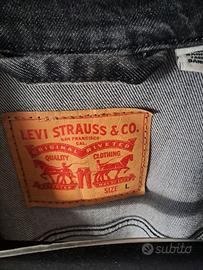 LEVI STRAUSS & CO.
SAN FRANCISCO
CAL.
ORIGINAL RIVETED
QUALITY CLOTHING
SIZE L
subito